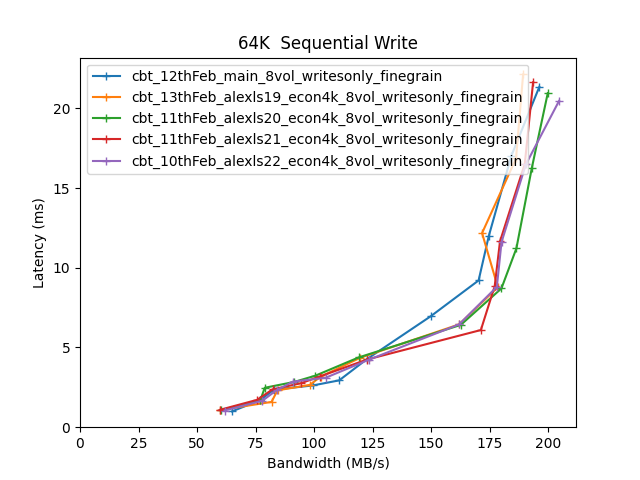 64K  Sequential Write
cbt_12thFeb_main_8vol_writesonly_finegrain
cbt_13thFeb_alexls19_econ4k_8vol_writesonly_finegrain
cbt_11thFeb_alexls20_econ4k_8vol_writesonly_finegrain
cbt_11thFeb_alexls21_econ4k_8vol_writesonly_finegrain
cbt_10thFeb_alexls22_econ4k_8vol_writesonly_finegrain
Latency (ms)
20
15
10
5
0
0 25 50 75 100 125 150 175 200
Bandwidth (MB/s)